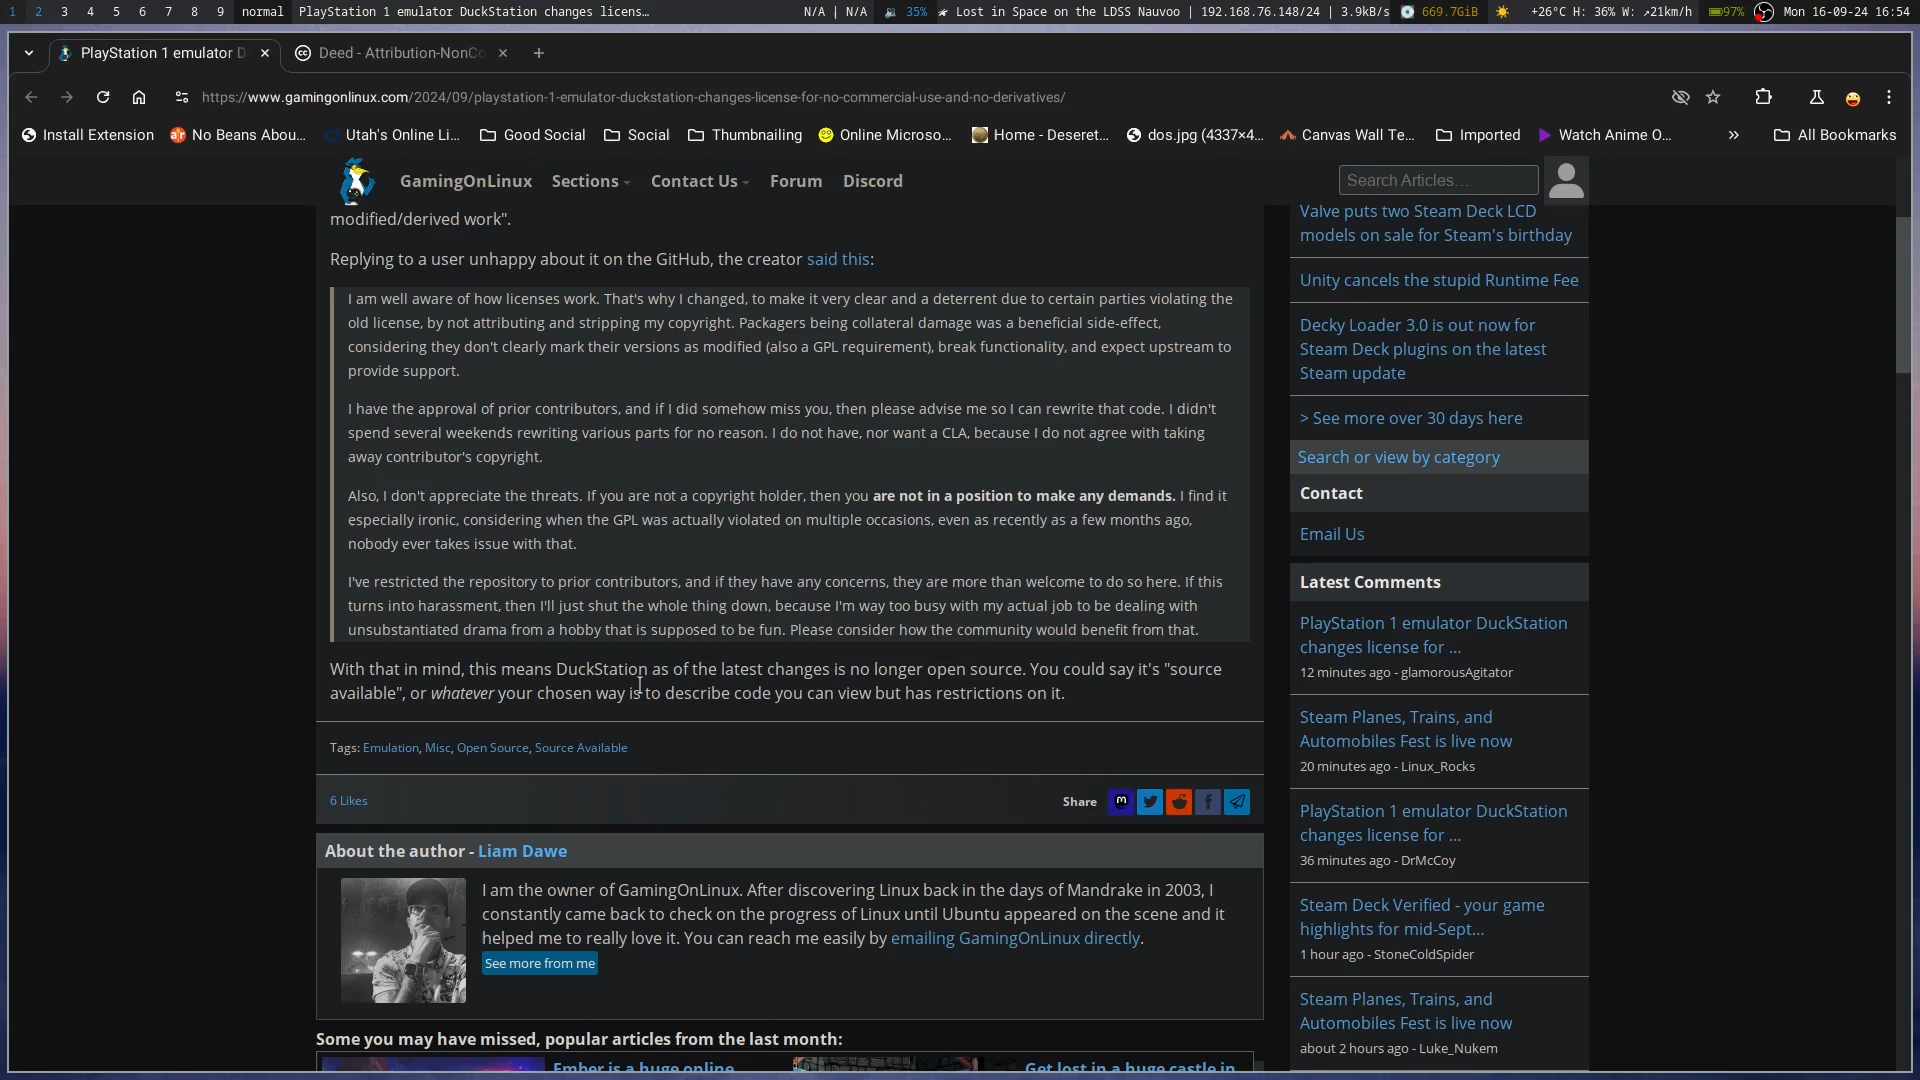 1 2 3 4 5 6 7 8 9 normal PlayStation 1 emulator DuckStation changes licens… N/A | N/A 35% Lost in Space on the LDSS Nauvoo | 192.168.76.148/24 | 3.9kB/s 669.7GiB +26°C H: 36% W: ↗21km/h 97% Mon 16-09-24 16:54
PlayStation 1 emulator D × Deed - Attribution-NonCo × +
https://www.gamingonlinux.com/2024/09/playstation-1-emulator-duckstation-changes-license-for-no-commercial-use-and-no-derivatives/
Install Extension No Beans Abou... Utah's Online Li... Good Social Social Thumbnailing Online Microso... Home - Deseret... dos.jpg (4337×4... Canvas Wall Te... Imported Watch Anime O... » All Bookmarks
GamingOnLinux Sections Contact Us Forum Discord Search Articles…
modified/derived work".
Replying to a user unhappy about it on the GitHub, the creator said this:
I am well aware of how licenses work. That's why I changed, to make it very clear and a deterrent due to certain parties violating the
old license, by not attributing and stripping my copyright. Packagers being collateral damage was a beneficial side-effect,
considering they don't clearly mark their versions as modified (also a GPL requirement), break functionality, and expect upstream to
provide support.
I have the approval of prior contributors, and if I did somehow miss you, then please advise me so I can rewrite that code. I didn't
spend several weekends rewriting various parts for no reason. I do not have, nor want a CLA, because I do not agree with taking
away contributor's copyright.
Also, I don't appreciate the threats. If you are not a copyright holder, then you are not in a position to make any demands. I find it
especially ironic, considering when the GPL was actually violated on multiple occasions, even as recently as a few months ago,
nobody ever takes issue with that.
I've restricted the repository to prior contributors, and if they have any concerns, they are more than welcome to do so here. If this
turns into harassment, then I'll just shut the whole thing down, because I'm way too busy with my actual job to be dealing with
unsubstantiated drama from a hobby that is supposed to be fun. Please consider how the community would benefit from that.
With that in mind, this means DuckStation as of the latest changes is no longer open source. You could say it's "source
available", or whatever your chosen way is to describe code you can view but has restrictions on it.
Tags: Emulation, Misc, Open Source, Source Available
6 Likes Share
About the author - Liam Dawe
I am the owner of GamingOnLinux. After discovering Linux back in the days of Mandrake in 2003, I
constantly came back to check on the progress of Linux until Ubuntu appeared on the scene and it
helped me to really love it. You can reach me easily by emailing GamingOnLinux directly.
See more from me
Some you may have missed, popular articles from the last month:
Ember is a huge online Get lost in a huge castle in
Valve puts two Steam Deck LCD
models on sale for Steam's birthday
Unity cancels the stupid Runtime Fee
Decky Loader 3.0 is out now for
Steam Deck plugins on the latest
Steam update
> See more over 30 days here
Search or view by category
Contact
Email Us
Latest Comments
PlayStation 1 emulator DuckStation
changes license for ...
12 minutes ago - glamorousAgitator
Steam Planes, Trains, and
Automobiles Fest is live now
20 minutes ago - Linux_Rocks
PlayStation 1 emulator DuckStation
changes license for ...
36 minutes ago - DrMcCoy
Steam Deck Verified - your game
highlights for mid-Sept...
1 hour ago - StoneColdSpider
Steam Planes, Trains, and
Automobiles Fest is live now
about 2 hours ago - Luke_Nukem